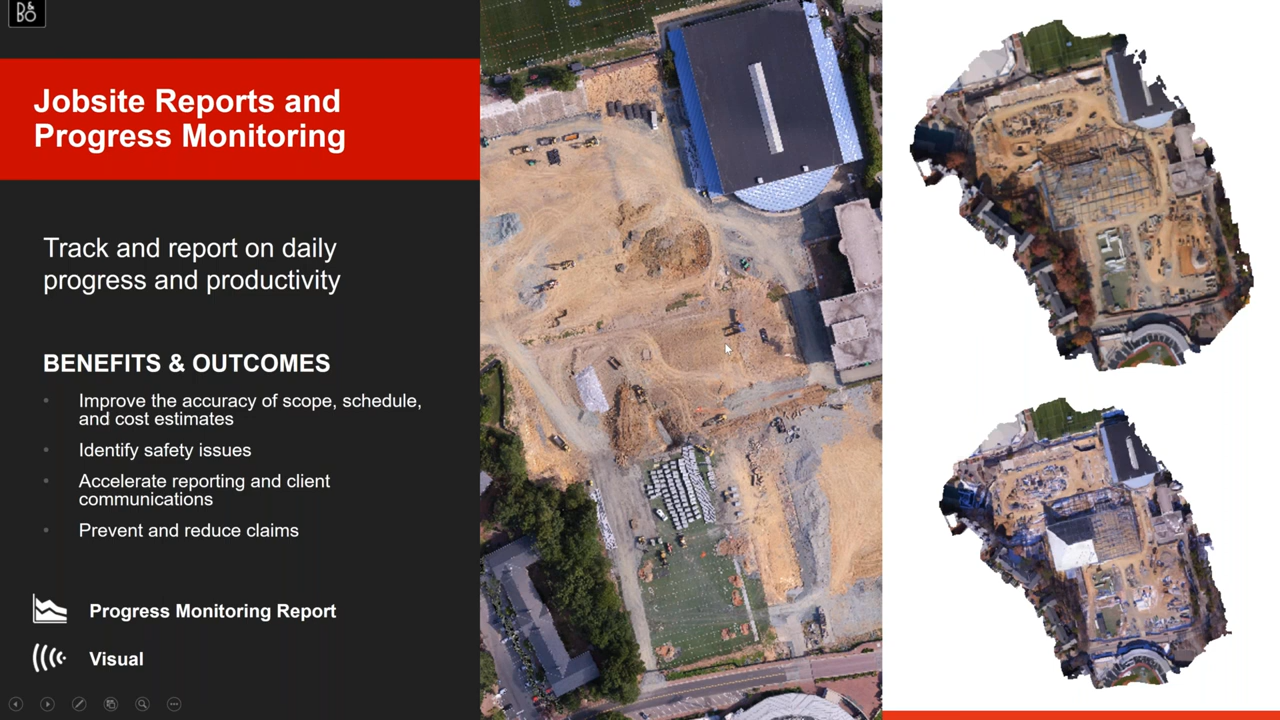 B&O
Jobsite Reports and
Progress Monitoring
Track and report on daily
progress and productivity
BENEFITS & OUTCOMES
• Improve the accuracy of scope, schedule,
and cost estimates
• Identify safety issues
• Accelerate reporting and client
communications
• Prevent and reduce claims
Progress Monitoring Report
Visual